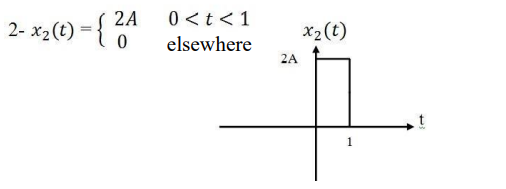 2- x₂(t) = { 2A 0 < t < 1
0 elsewhere
x₂(t)
2A
t
1